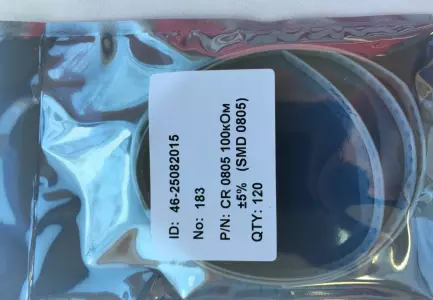 ID: 46-25082015
No: 183
P/N: CR 0805 100кОм
±5% (SMD 0805)
QTY: 120